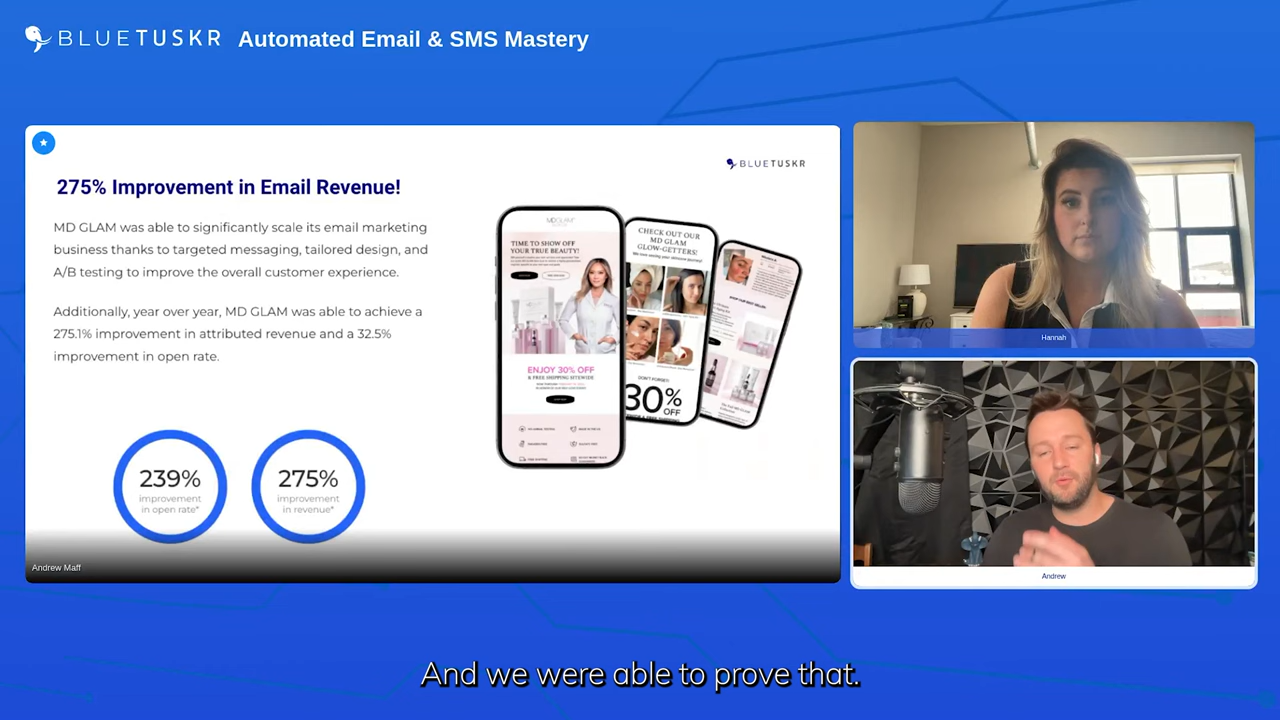 BLUETUSKR Automated Email & SMS Mastery
BLUETUSKR
275% Improvement in Email Revenue!
MD GLAM was able to significantly scale its email marketing
business thanks to targeted messaging, tailored design, and
A/B testing to improve the overall customer experience.
Additionally, year over year, MD GLAM was able to achieve a
275.1% improvement in attributed revenue and a 32.5%
improvement in open rate.
239%
improvement
in open rate*
275%
improvement
in revenue*
MD GLAM
TIME TO SHOW OFF
YOUR TRUE BEAUTY!
ENJOY 30% OFF
& FREE SHIPPING SITEWIDE
CHECK OUT OUR
MD GLAM
GLOW-GETTERS!
DON'T FORGET!
30% OFF
Andrew Maff
Hannah
Andrew
And we were able to prove that.